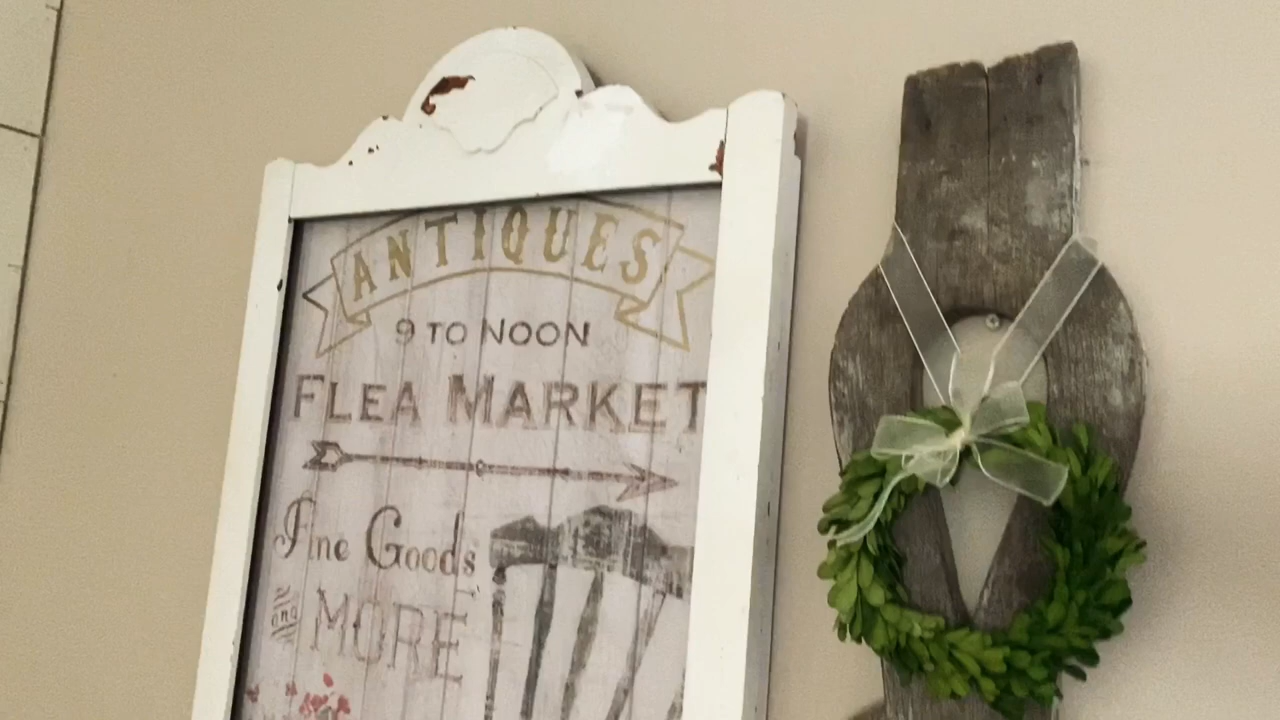 ANTIQUES
9 TO NOON
FLEA MARKET
Fine Goods
and
MORE